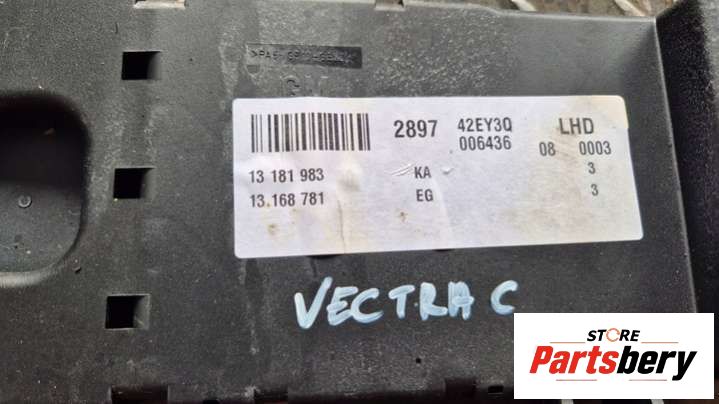 GM
2897 42EY3Q LHD
006436 08 0003
13 181 983 KA 3
13.168 781 EG 3
VECTRA C
STORE
Partsbery